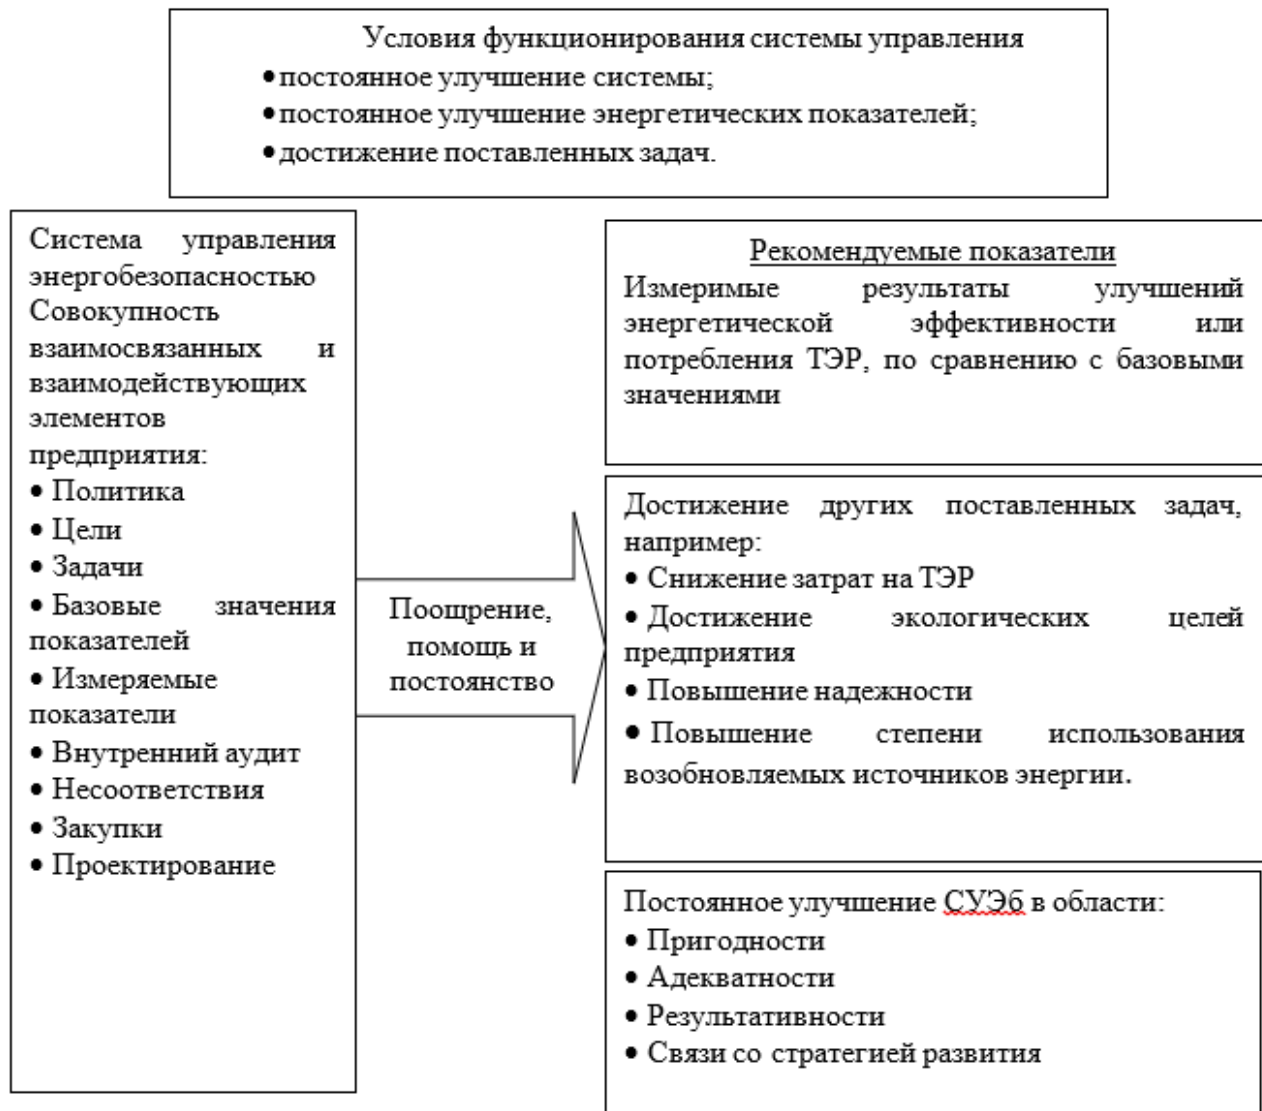 Условия функционирования системы управления
•постоянное улучшение системы;
•постоянное улучшение энергетических показателей;
•достижение поставленных задач.
Система управления
энергобезопасностью
Совокупность
взаимосвязанных и
взаимодействующих
элементов
предприятия:
• Политика
• Цели
• Задачи
• Базовые значения
показателей
• Измеряемые
показатели
• Внутренний аудит
• Несоответствия
• Закупки
• Проектирование
Поощрение,
помощь и
постоянство
Рекомендуемые показатели
Измеримые результаты улучшений
энергетической эффективности или
потребления ТЭР, по сравнению с базовыми
значениями
Достижение других поставленных задач,
например:
• Снижение затрат на ТЭР
• Достижение экологических целей
предприятия
• Повышение надежности
• Повышение степени использования
возобновляемых источников энергии.
Постоянное улучшение СУЭб в области:
• Пригодности
• Адекватности
• Результативности
• Связи со стратегией развития